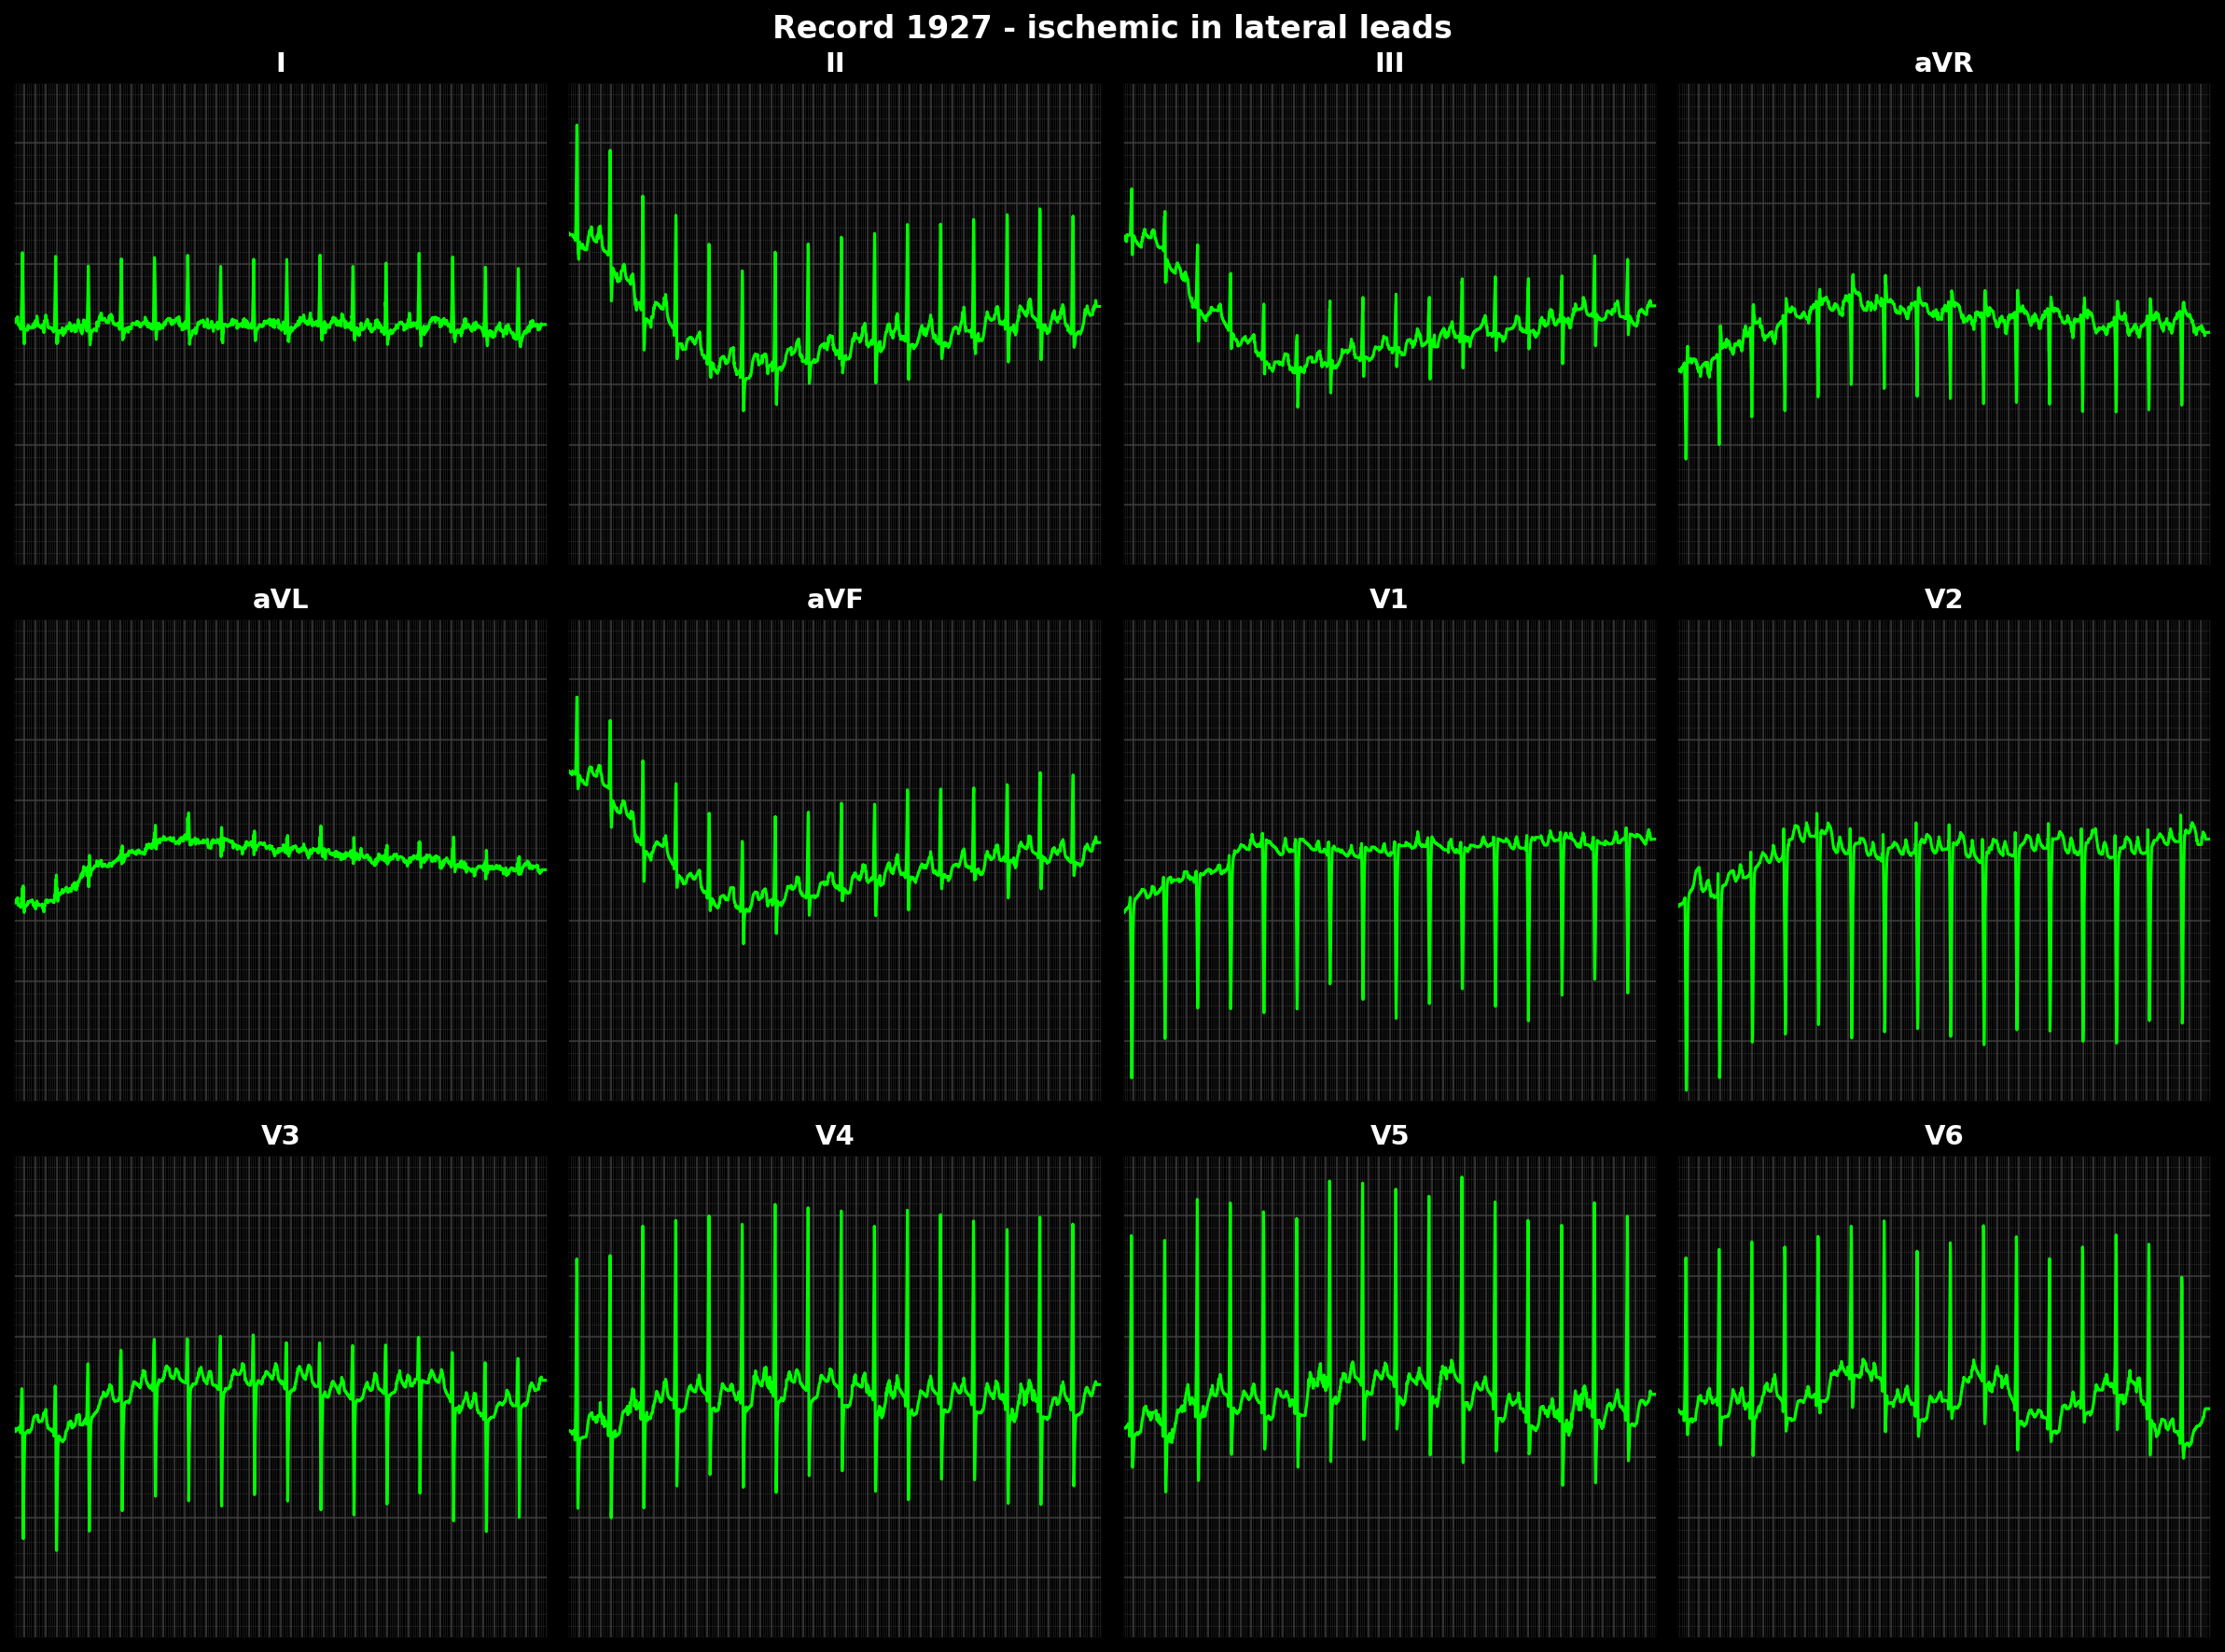 Record 1927 - ischemic in lateral leads
I II III aVR
aVL aVF V1 V2
V3 V4 V5 V6